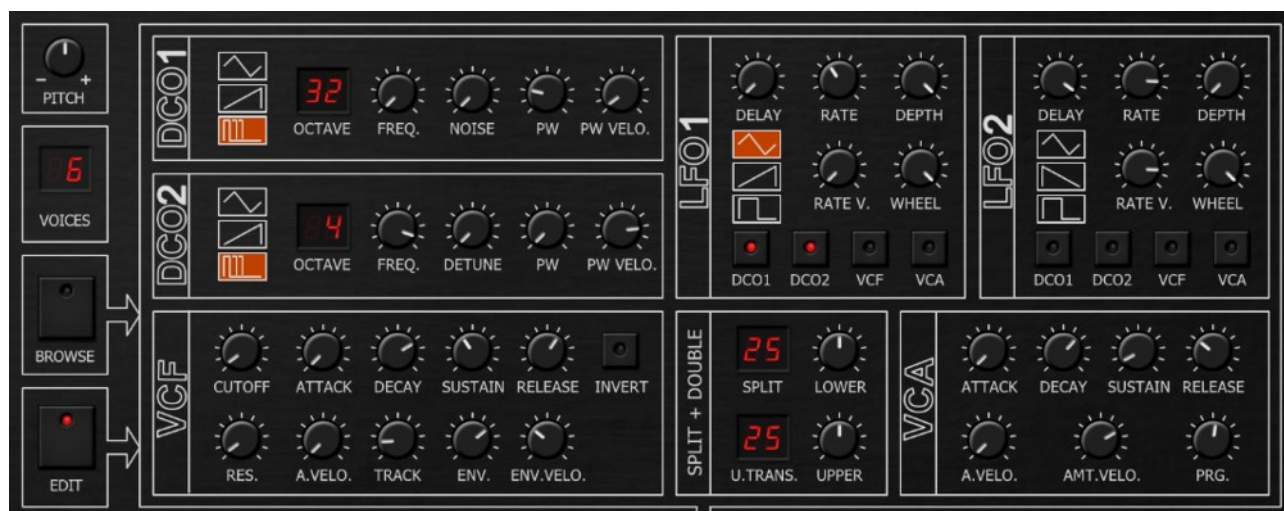 - +
PITCH
6
VOICES
BROWSE
EDIT
DCO1
32
OCTAVE FREQ. NOISE PW PW VELO.
DCO2
4
OCTAVE FREQ. DETUNE PW PW VELO.
LFO1
DELAY RATE DEPTH
RATE V. WHEEL
DCO1 DCO2 VCF VCA
LFO2
DELAY RATE DEPTH
RATE V. WHEEL
DCO1 DCO2 VCF VCA
VCF
CUTOFF ATTACK DECAY SUSTAIN RELEASE INVERT
RES. A.VELO. TRACK ENV. ENV.VELO.
SPLIT + DOUBLE
25
SPLIT LOWER
25
U.TRANS. UPPER
VCA
ATTACK DECAY SUSTAIN RELEASE
A.VELO. AMT.VELO. PRG.